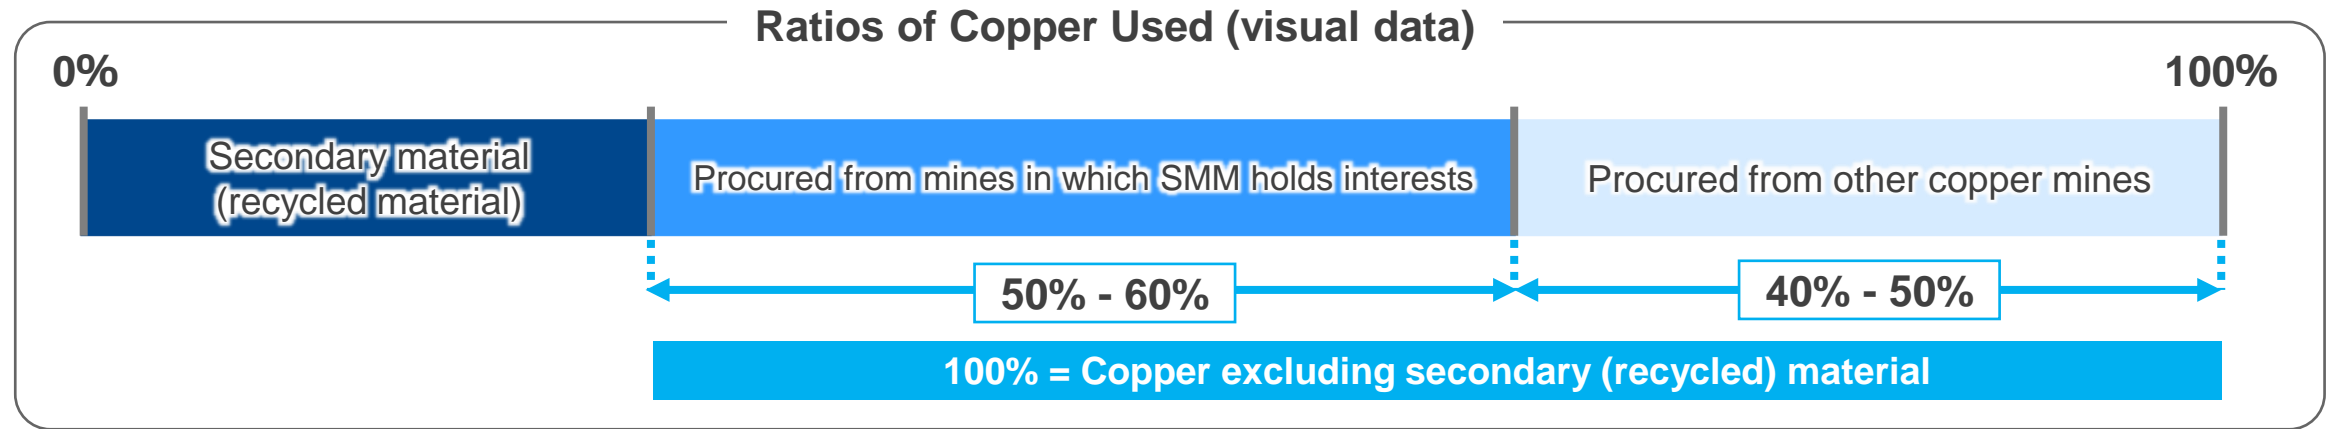 Ratios of Copper Used (visual data)
0%
100%
Secondary material
(recycled material)
Procured from mines in which SMM holds interests
Procured from other copper mines
50% - 60%
40% - 50%
100% = Copper excluding secondary (recycled) material